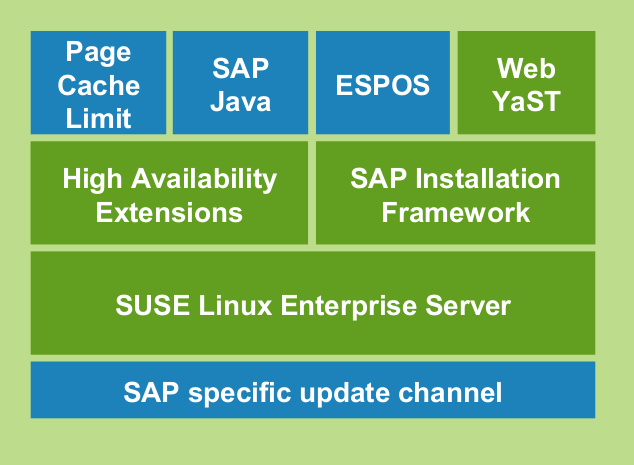 Page
Cache
Limit
SAP
Java
ESPOS
Web
YaST
High Availability
Extensions
SAP Installation
Framework
SUSE Linux Enterprise Server
SAP specific update channel